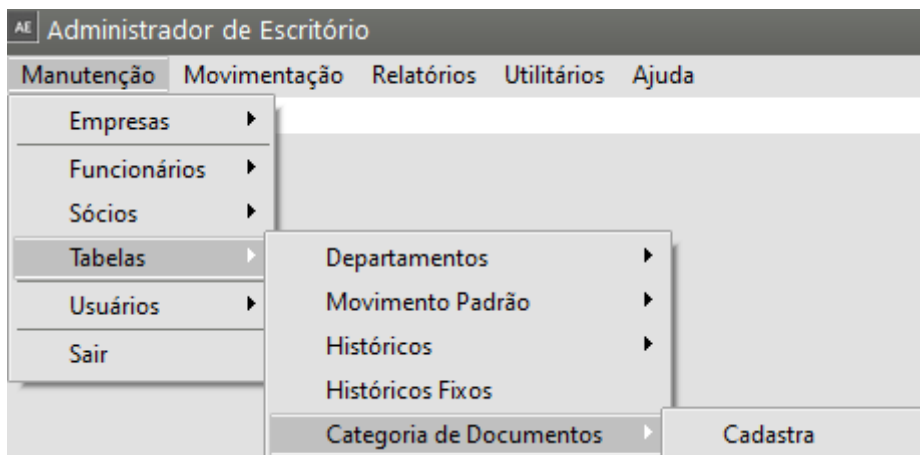 AE Administrador de Escritório
Manutenção Movimentação Relatórios Utilitários Ajuda
Empresas
Funcionários
Sócios
Tabelas
Usuários
Sair
Departamentos
Movimento Padrão
Históricos
Históricos Fixos
Categoria de Documentos
Cadastra